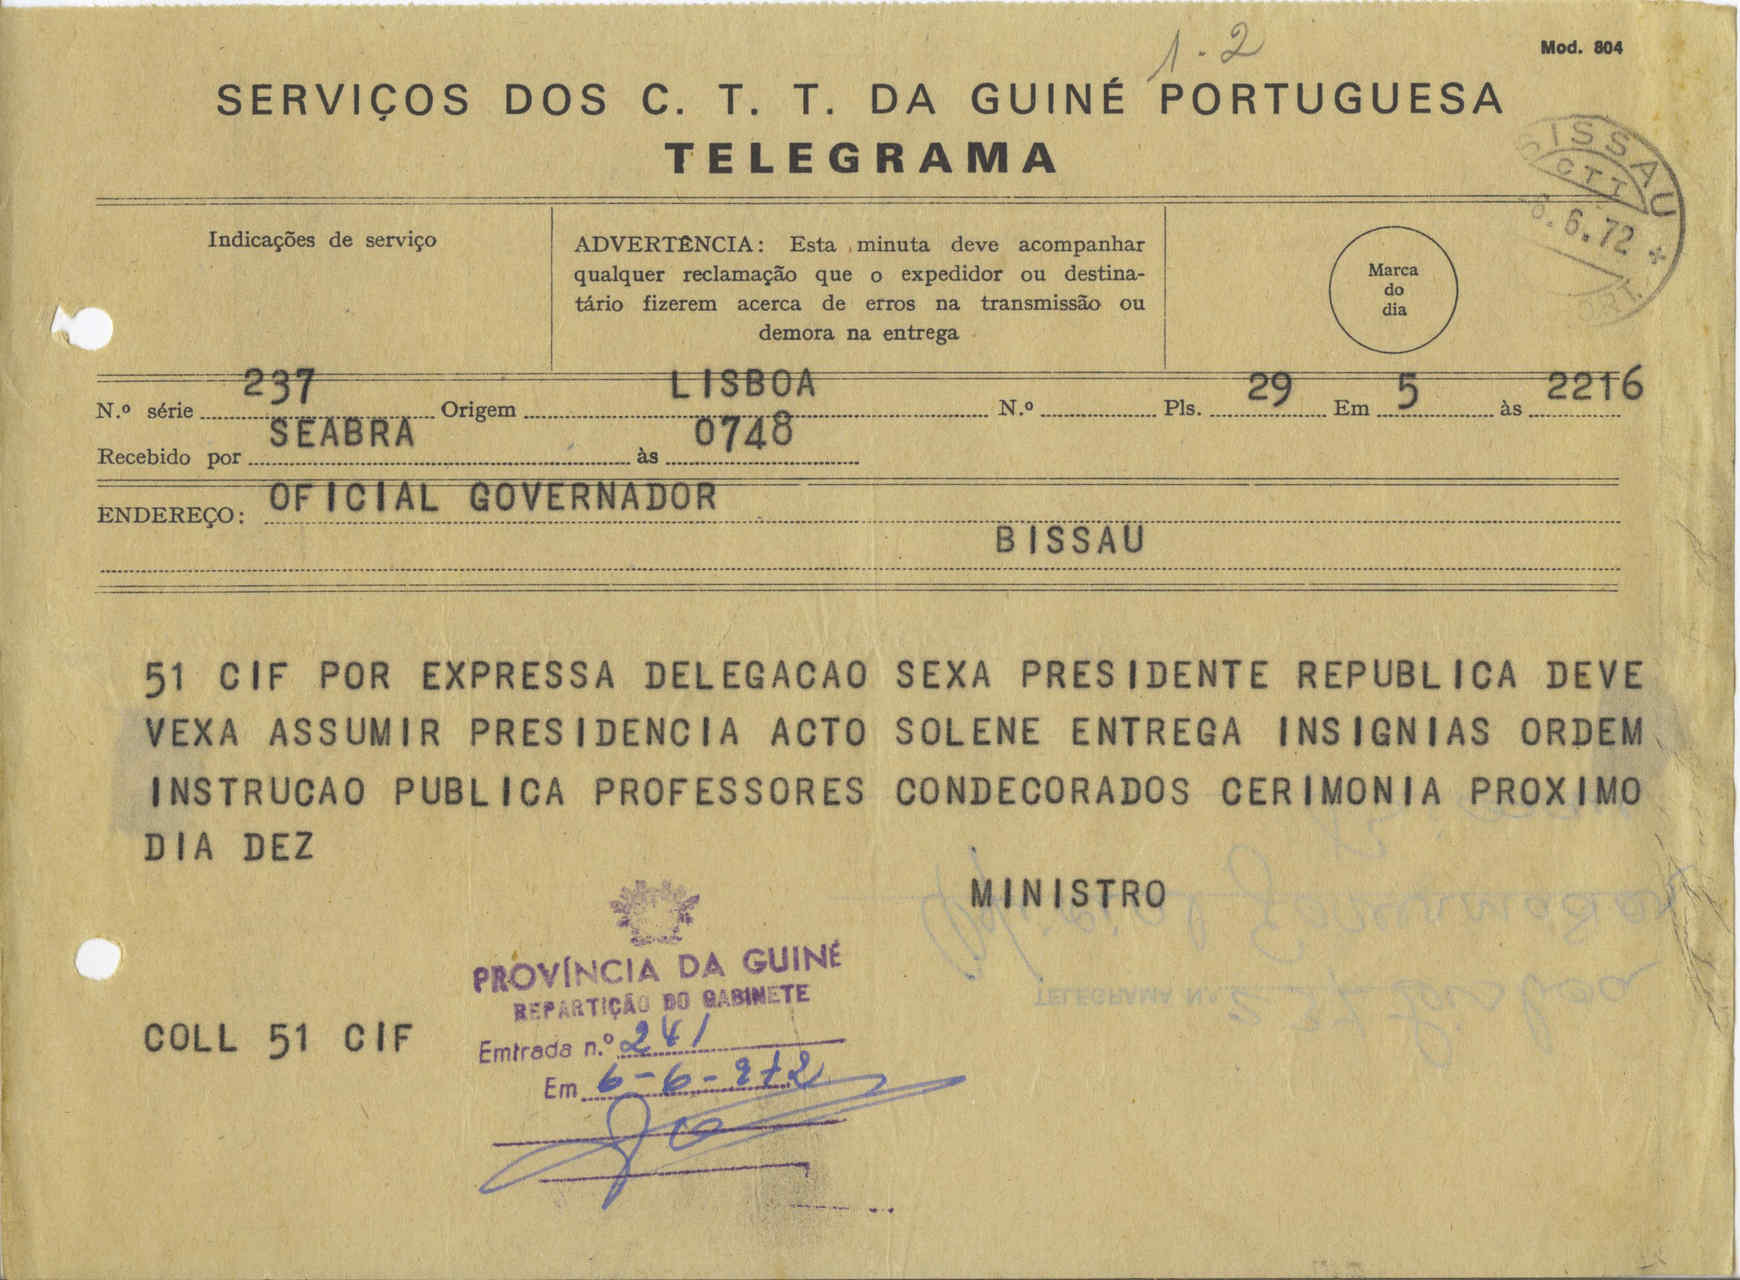 1-2
Mod. 804
SERVIÇOS DOS C. T. T. DA GUINÉ PORTUGUESA
TELEGRAMA
BISSAU
CTT
6.6.72 *
Indicações de serviço
ADVERTÊNCIA: Esta minuta deve acompanhar
qualquer reclamação que o expedidor ou destina-
tário fizerem acerca de erros na transmissão ou
demora na entrega
Marca
do
dia
N.º série 237 Origem LISBOA N.º Pls. 29 Em 5 às 2216
Recebido por SEABRA às 0748
ENDEREÇO: OFICIAL GOVERNADOR
BISSAU
51 CIF POR EXPRESSA DELEGACAO SEXA PRESIDENTE REPUBLICA DEVE
VEXA ASSUMIR PRESIDENCIA ACTO SOLENE ENTREGA INSIGNIAS ORDEM
INSTRUCAO PUBLICA PROFESSORES CONDECORADOS CERIMONIA PROXIMO
DIA DEZ
MINISTRO
PROVÍNCIA DA GUINÉ
REPARTIÇÃO DO GABINETE
COLL 51 CIF
Emtrada n.º 241
Em 6-6-972